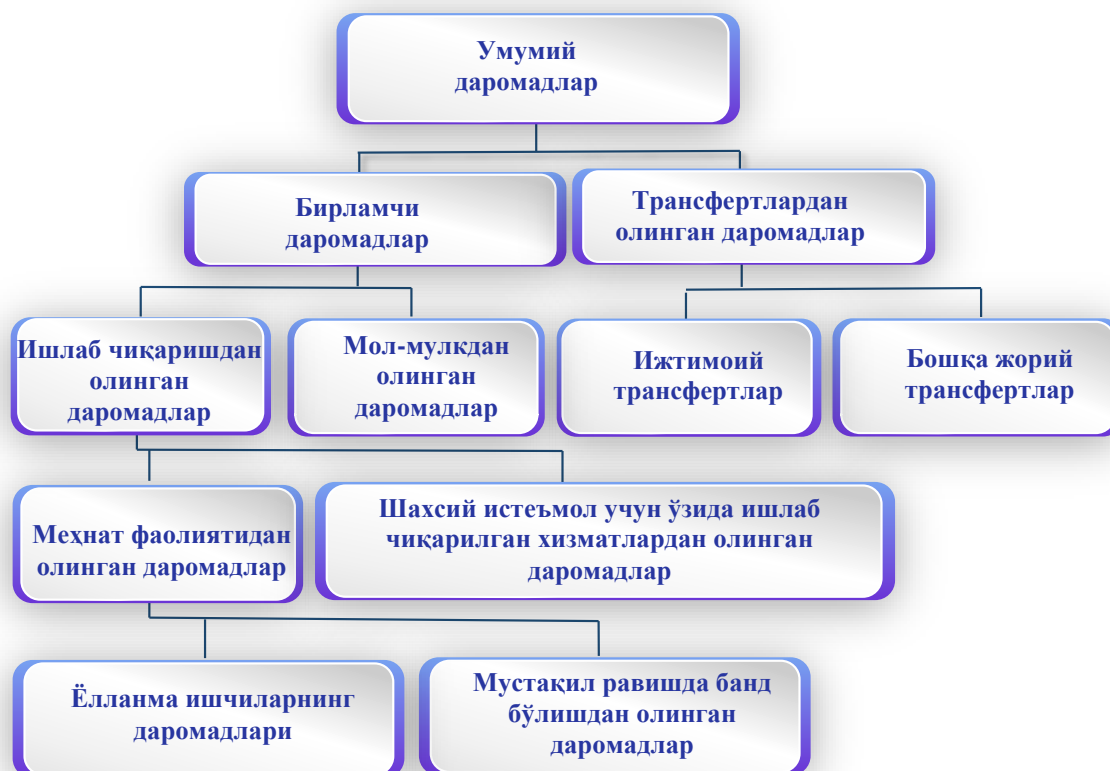 Умумий
даромадлар
Бирламчи
даромадлар
Трансфертлардан
олинган даромадлар
Ишлаб чиқаришдан
олинган
даромадлар
Мол-мулкдан
олинган
даромадлар
Ижтимоий
трансфертлар
Бошқа жорий
трансфертлар
Меҳнат фаолиятидан
олинган даромадлар
Шахсий истеъмол учун ўзида ишлаб
чиқарилган хизматлардан олинган
даромадлар
Ёлланма ишчиларнинг
даромадлари
Мустақил равишда банд
бўлишдан олинган
даромадлар